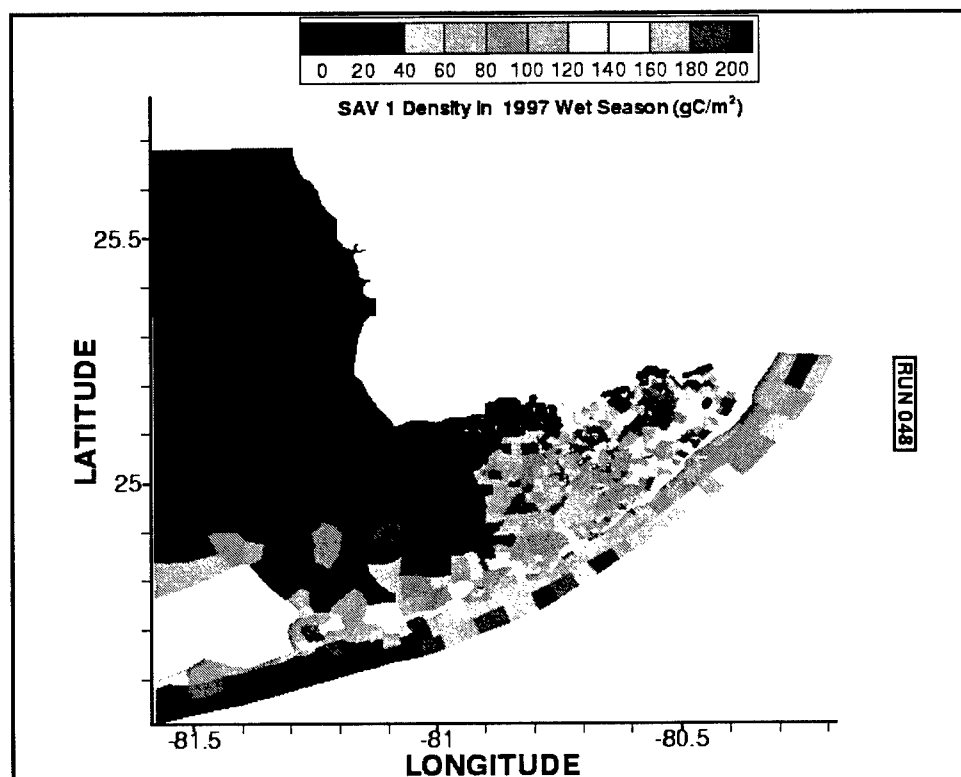 0 20 40 60 80 100 120 140 160 180 200
SAV 1 Density in 1997 Wet Season (gC/m²)
25.5
25
LATITUDE
RUN 048
-81.5 -81 -80.5
LONGITUDE